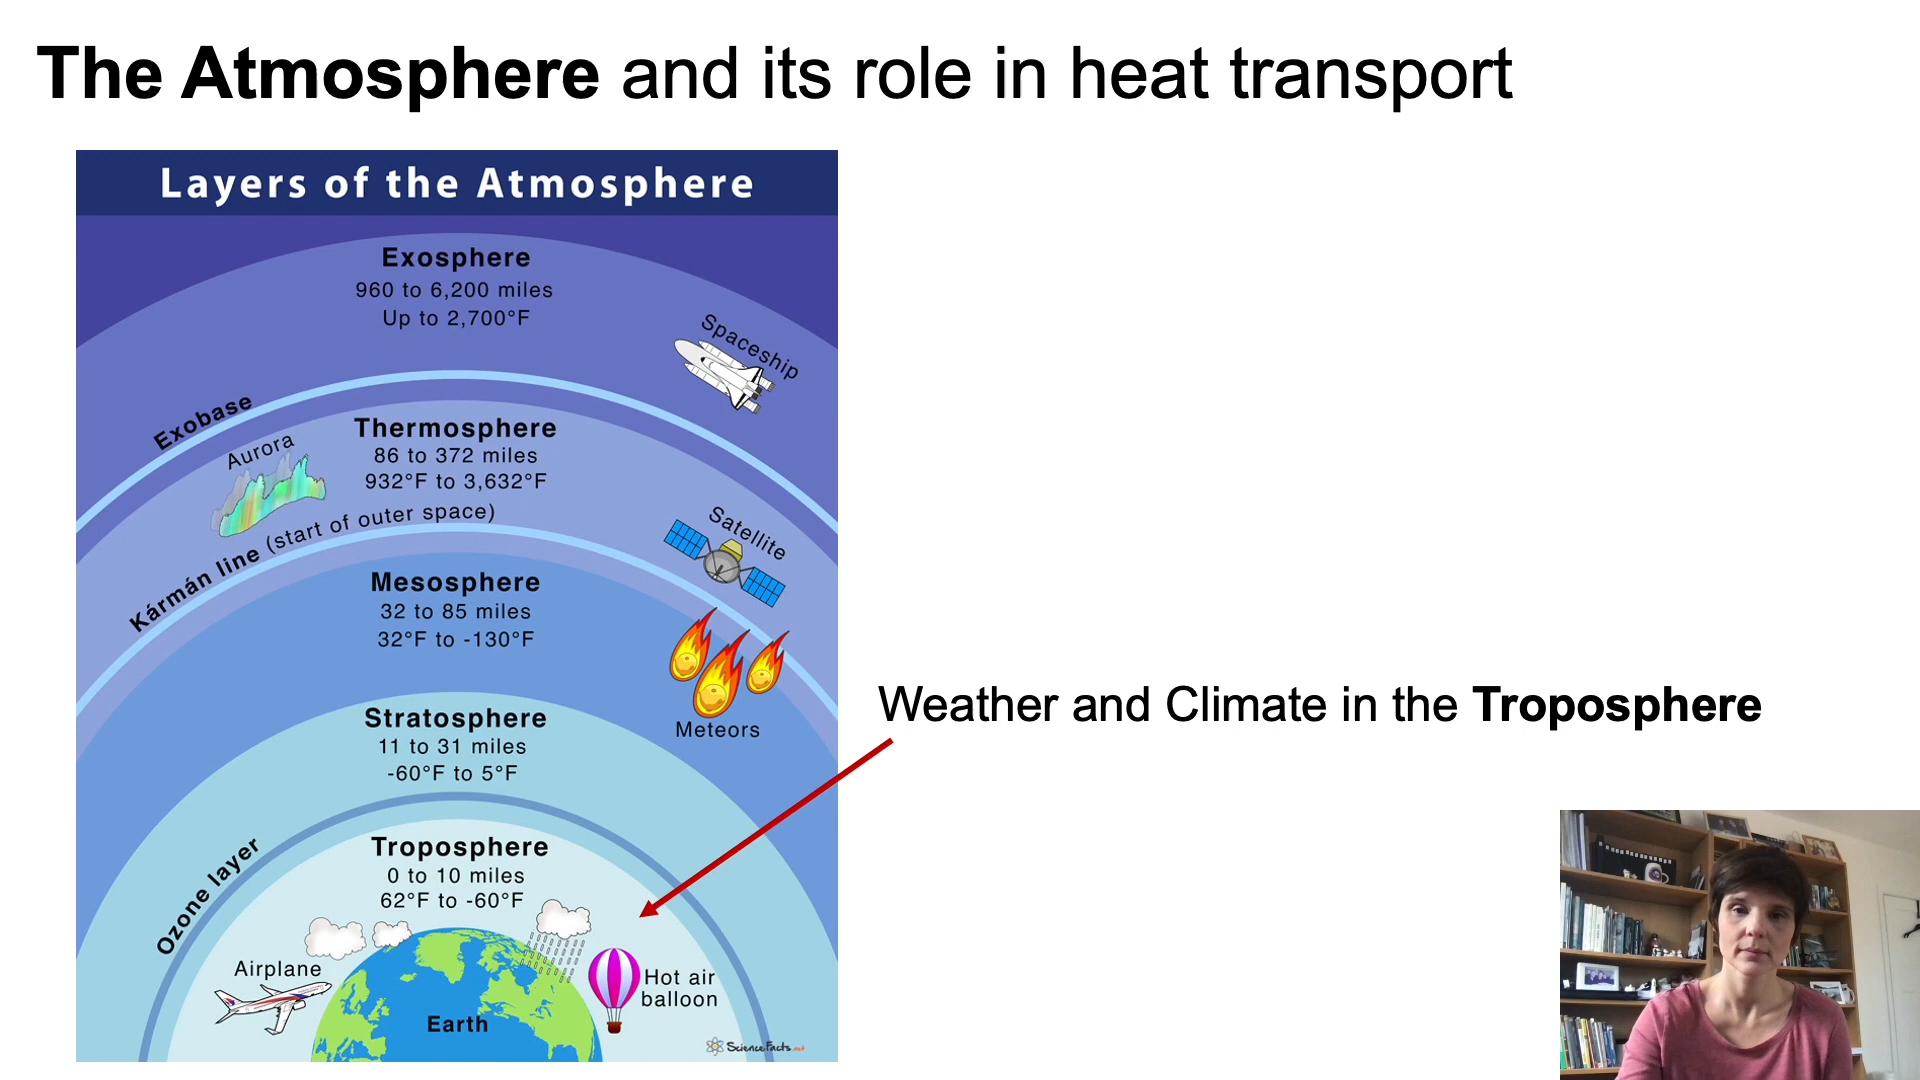 The Atmosphere and its role in heat transport
Layers of the Atmosphere
Exosphere
960 to 6,200 miles
Up to 2,700°F
Spaceship
Exobase
Aurora
Thermosphere
86 to 372 miles
932°F to 3,632°F
Kármán line (start of outer space)
Satellite
Mesosphere
32 to 85 miles
32°F to -130°F
Meteors
Stratosphere
11 to 31 miles
-60°F to 5°F
Weather and Climate in the Troposphere
Ozone layer
Troposphere
0 to 10 miles
62°F to -60°F
Airplane
Hot air
balloon
Earth
ScienceFacts.net